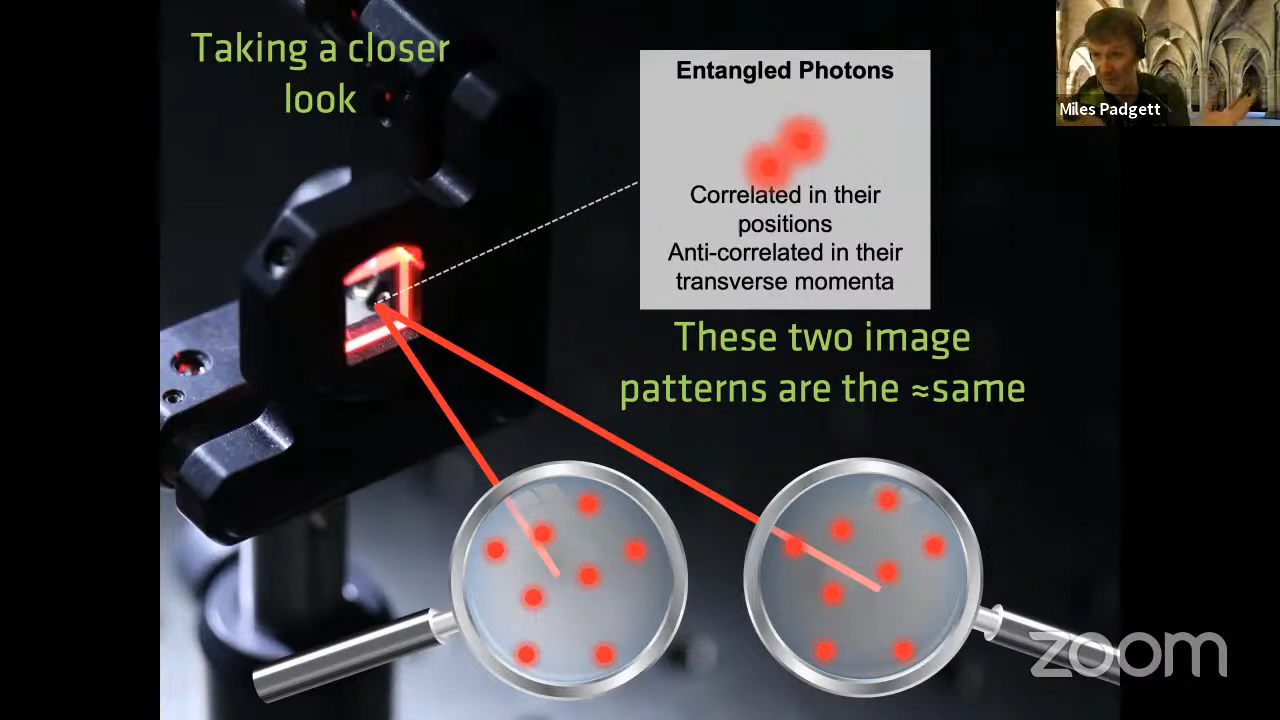 Taking a closer
look
Entangled Photons
Correlated in their
positions
Anti-correlated in their
transverse momenta
Miles Padgett
These two image
patterns are the ≈same
zoom